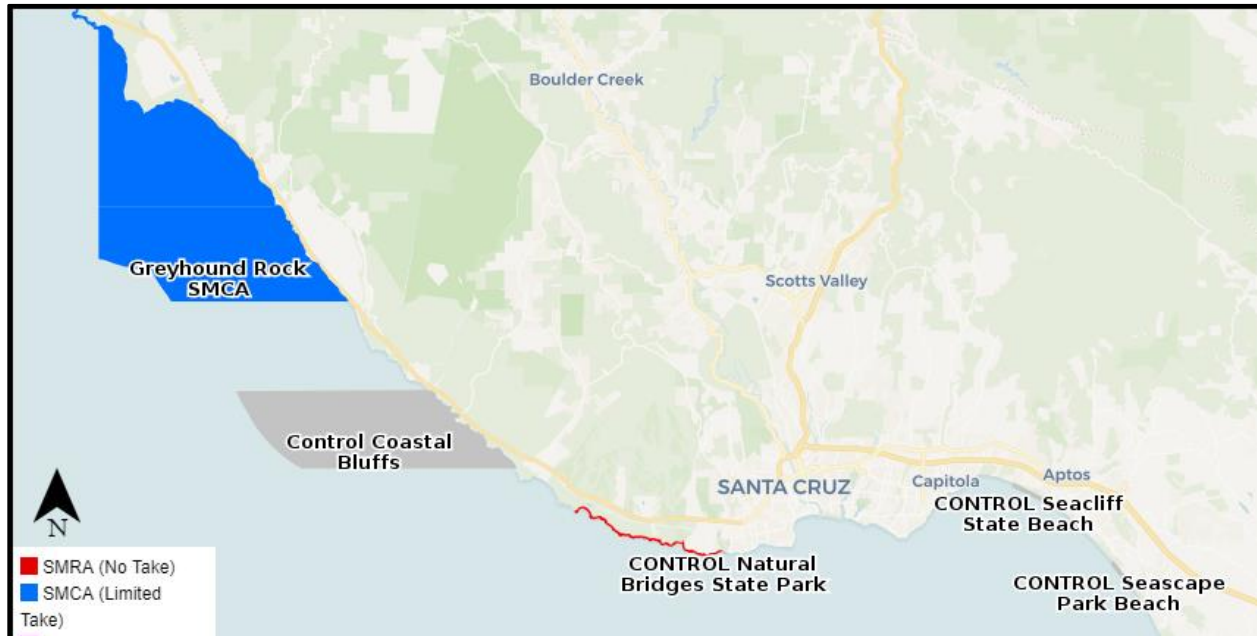 Boulder Creek
Greyhound Rock
SMCA
Scotts Valley
Control Coastal
Bluffs
SANTA CRUZ
Capitola
Aptos
CONTROL Seacliff
State Beach
CONTROL Natural
Bridges State Park
CONTROL Seascape
Park Beach
N
SMRA (No Take)
SMCA (Limited
Take)